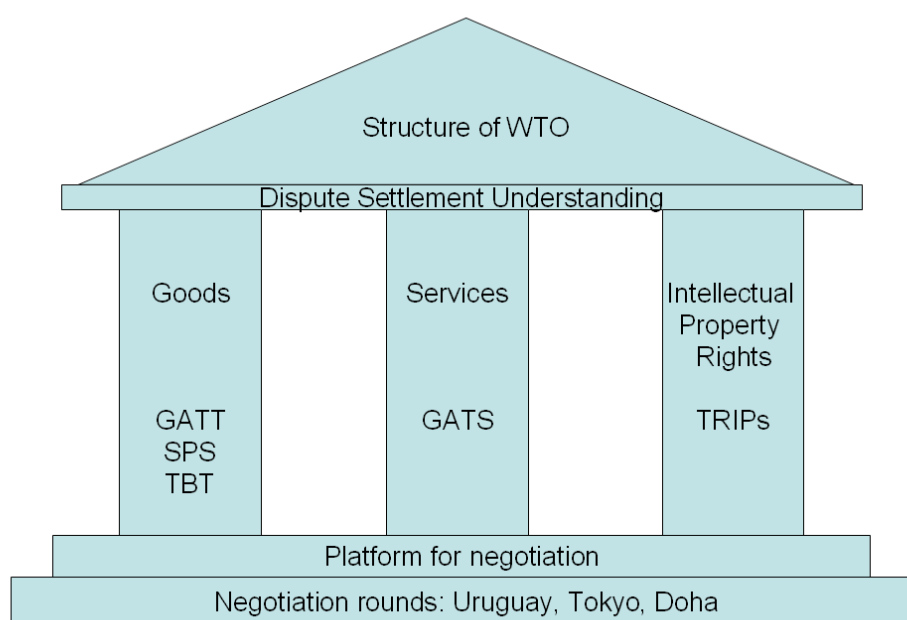 Structure of WTO
Dispute Settlement Understanding
Goods
GATT
SPS
TBT
Services
GATS
Intellectual
Property
Rights
TRIPs
Platform for negotiation
Negotiation rounds: Uruguay, Tokyo, Doha